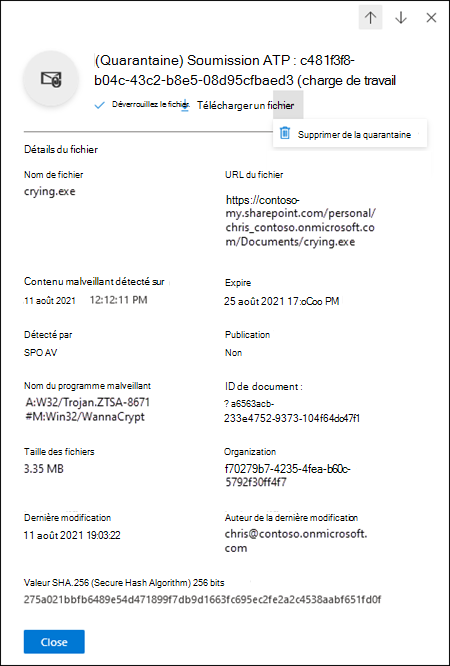 (Quarantaine) Soumission ATP : c481f3f8-
b04c-43c2-b8e5-08d95cfbaed3 (charge de travail
Déverrouillez le fichier.
Télécharger un fichier
Supprimer de la quarantaine
Détails du fichier
Nom de fichier
crying.exe
URL du fichier
https://contoso-
my.sharepoint.com/personal/
chris_contoso.onmicrosoft.co
m/Documents/crying.exe
Contenu malveillant détecté sur
11 août 2021 12:12:11 PM
Expire
25 août 2021 17:oCoo PM
Détecté par
SPO AV
Publication
Non
Nom du programme malveillant
A:W32/Trojan.ZTSA-8671
#M:Win32/WannaCrypt
ID de document :
? a6563acb-
233e4752-9373-104f64dc47f1
Taille des fichiers
3.35 MB
Organization
f70279b7-4235-4fea-b60c-
5792f30ff4f7
Dernière modification
11 août 2021 19:03:22
Auteur de la dernière modification
chris@contoso.onmicrosoft.
com
Valeur SHA.256 (Secure Hash Algorithm) 256 bits
275a021bbfb6489e54d471899f7db9d1663fc695ec2fe2a2c4538aabf651fd0f
Close